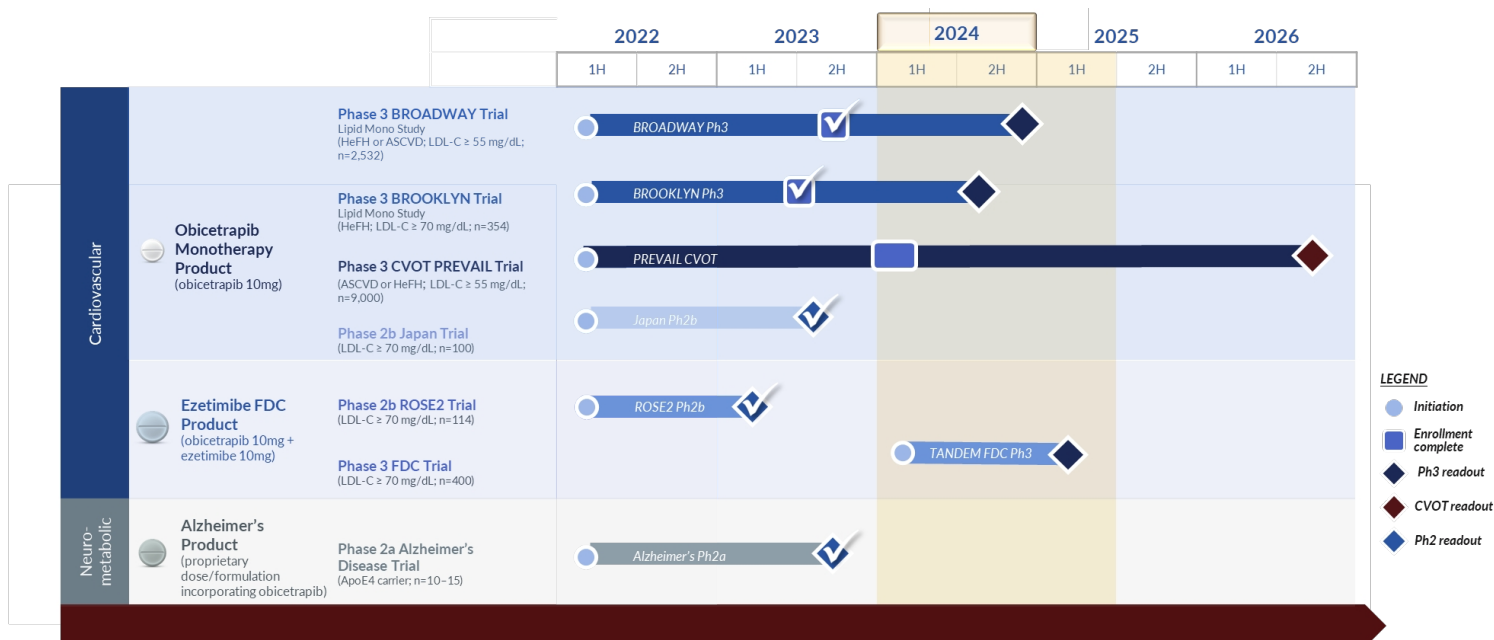 2022 2023 2024 2025 2026
1H 2H 1H 2H 1H 2H 1H 2H 1H 2H
Cardiovascular
Obicetrapib
Monotherapy
Product
(obicetrapib 10mg)
Phase 3 BROADWAY Trial
Lipid Mono Study
(HeFH or ASCVD; LDL-C ≥ 55 mg/dL;
n=2,532)
BROADWAY Ph3
Phase 3 BROOKLYN Trial
Lipid Mono Study
(HeFH; LDL-C ≥ 70 mg/dL; n=354)
BROOKLYN Ph3
Phase 3 CVOT PREVAIL Trial
(ASCVD or HeFH; LDL-C ≥ 55 mg/dL;
n=9,000)
PREVAIL CVOT
Phase 2b Japan Trial
(LDL-C ≥ 70 mg/dL; n=100)
Japan Ph2b
Ezetimibe FDC
Product
(obicetrapib 10mg +
ezetimibe 10mg)
Phase 2b ROSE2 Trial
(LDL-C ≥ 70 mg/dL; n=114)
ROSE2 Ph2b
Phase 3 FDC Trial
(LDL-C ≥ 70 mg/dL; n=400)
TANDEM FDC Ph3
Neuro-
metabolic
Alzheimer's
Product
(proprietary
dose/formulation
incorporating obicetrapib)
Phase 2a Alzheimer's
Disease Trial
(ApoE4 carrier; n=10–15)
Alzheimer's Ph2a
LEGEND
Initiation
Enrollment
complete
Ph3 readout
CVOT readout
Ph2 readout